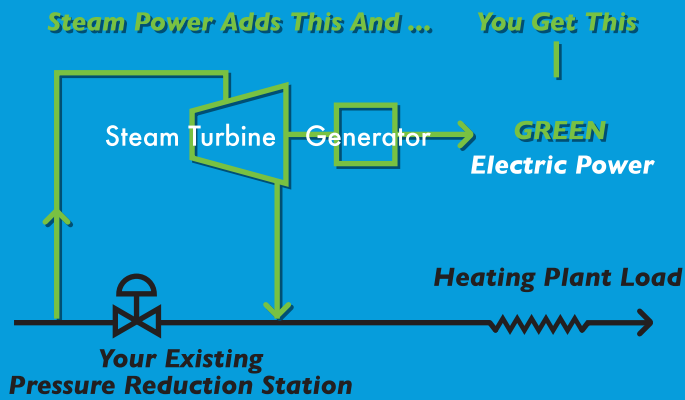 Steam Power Adds This And ...
You Get This
Steam Turbine
Generator
GREEN
Electric Power
Heating Plant Load
Your Existing
Pressure Reduction Station